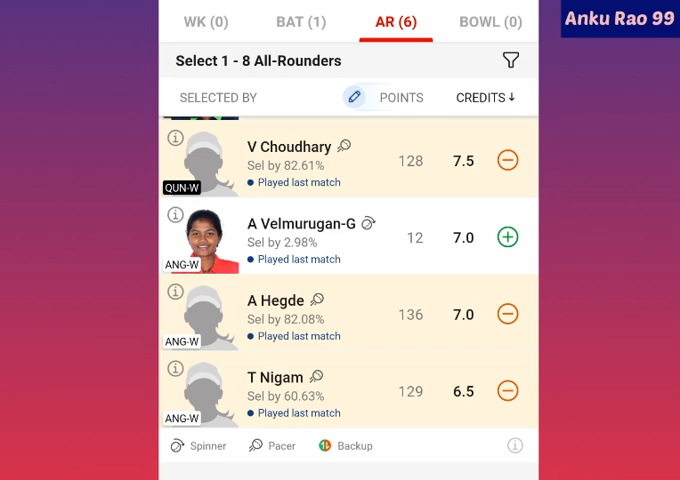 Anku Rao 99
WK (0) BAT (1) AR (6) BOWL (0)
Select 1 - 8 All-Rounders
SELECTED BY POINTS CREDITS↓
V Choudhary
Sel by 82.61% 128 7.5
Played last match
QUN-W
A Velmurugan-G
Sel by 2.98% 12 7.0
Played last match
ANG-W
A Hegde
Sel by 82.08% 136 7.0
Played last match
ANG-W
T Nigam
Sel by 60.63% 129 6.5
Played last match
ANG-W
Spinner Pacer Backup